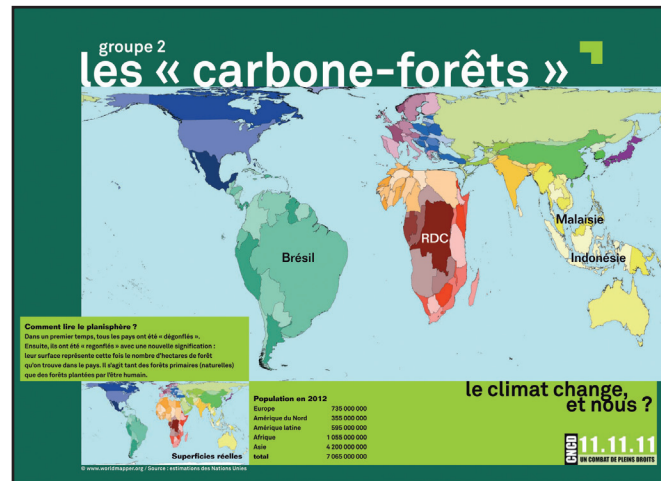 groupe 2
les « carbone-forêts »
Brésil
RDC
Malaisie
Indonésie
Comment lire le planisphère ?
Dans un premier temps, tous les pays ont été « dégonflés ».
Ensuite, ils ont été « regonflés » avec une nouvelle signification :
leur surface représente cette fois le nombre d'hectares de forêt
qu'on trouve dans le pays. Il s'agit tant des forêts primaires (naturelles)
que des forêts plantées par l'être humain.
Superficies réelles
Population en 2012
Europe 735 000 000
Amérique du Nord 355 000 000
Amérique latine 595 000 000
Afrique 1 055 000 000
Asie 4 200 000 000
total 7 065 000 000
le climat change,
et nous ?
CNCD 11.11.11
UN COMBAT DE PLEINS DROITS
© www.worldmapper.org / Source : estimations des Nations Unies